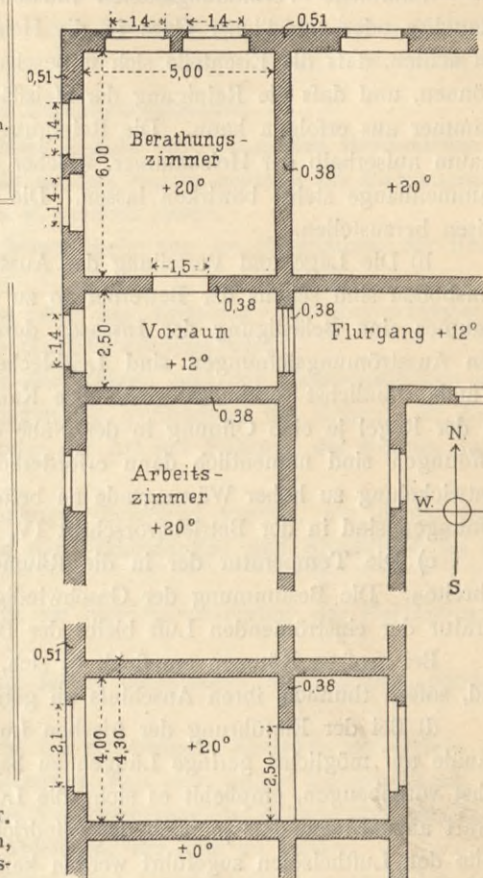 1,4
1,4
0,51
0,51
5,00
n.
1,4
Berathungs-
zimmer
+20°
6,00
0,38
+20°
1,4
1,5
0,38
0,38
1,4
2,50
Vorraum
+12°
Flurgang +12°
0,38
N.
Arbeits-
zimmer
+20°
W.
S
0,51
0,38
2,1
4,00
4,30
+20°
2,50
±0°